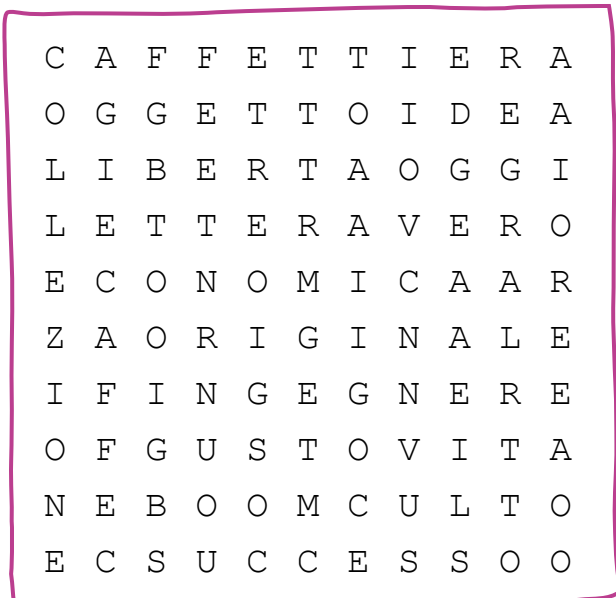 C A F F E T T I E R A
O G G E T T O I D E A
L I B E R T A O G G I
L E T T E R A V E R O
E C O N O M I C A A R
Z A O R I G I N A L E
I F I N G E G N E R E
O F G U S T O V I T A
N E B O O M C U L T O
E C S U C C E S S O O